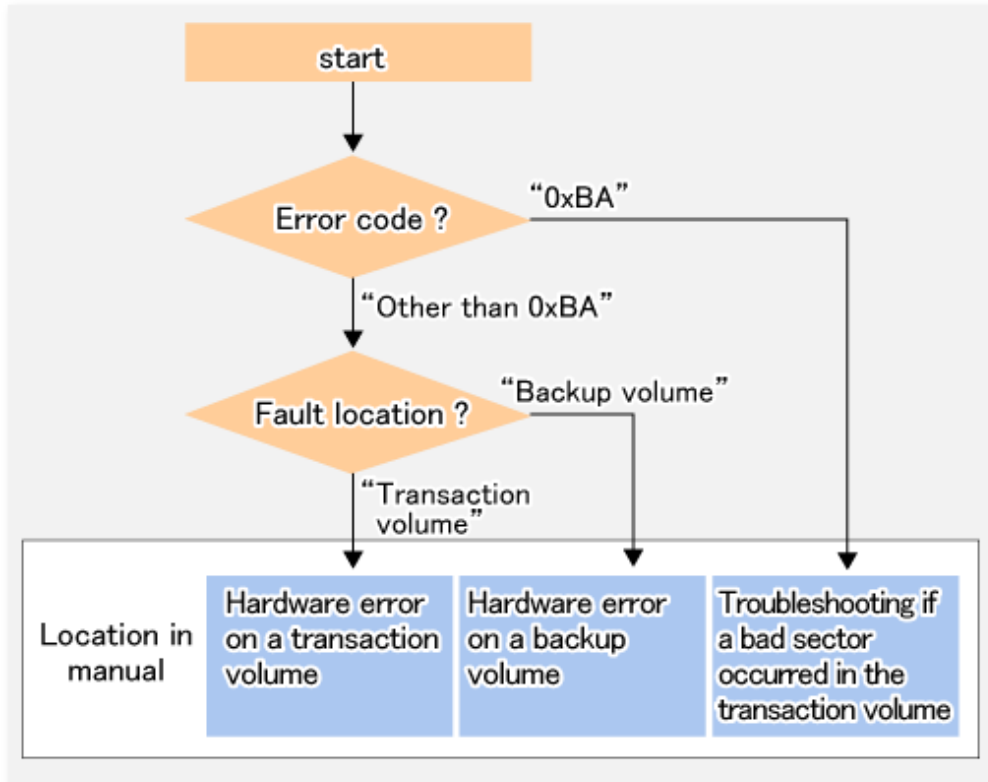 start
“0xBA”
Error code ?
“Other than 0xBA”
“Backup volume”
Fault location ?
“Transaction
volume”
Location in
manual
Hardware error
on a transaction
volume
Hardware error
on a backup
volume
Troubleshooting if
a bad sector
occurred in the
transaction volume